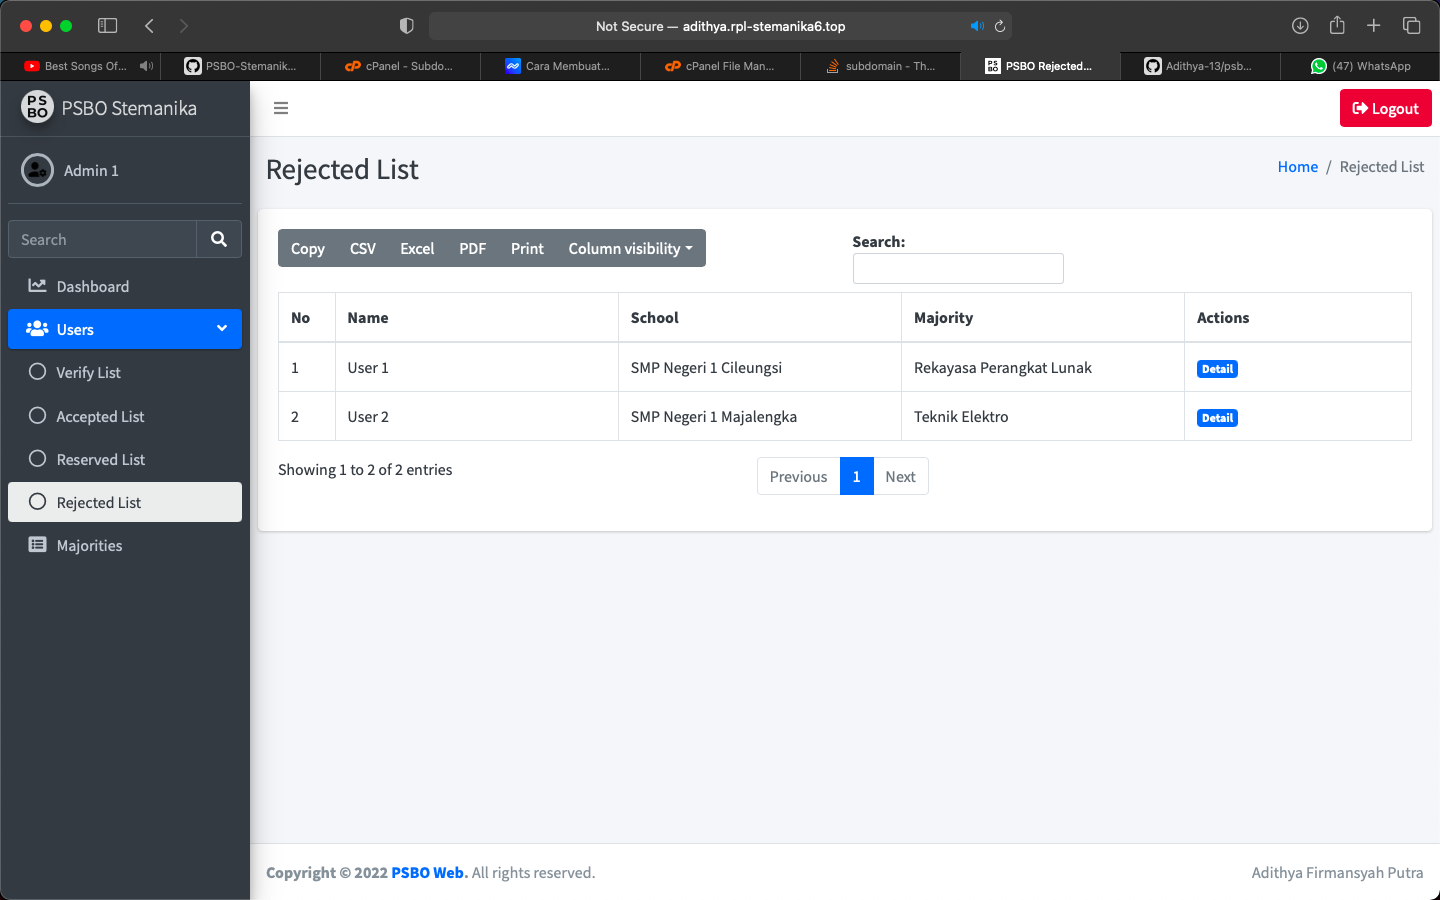 Not Secure — adithya.rpl-stemanika6.top
Best Songs Of...
PSBO-Stemanik...
cPanel - Subdo...
Cara Membuat...
cPanel File Man...
subdomain - Th...
PSBO Rejected...
Adithya-13/psb...
(47) WhatsApp
PS
BO
PSBO Stemanika
Logout
Admin 1
Rejected List
Home / Rejected List
Search
Copy
CSV
Excel
PDF
Print
Column visibility
Search:
Dashboard
Users
Verify List
Accepted List
Reserved List
Rejected List
Majorities
No Name School Majority Actions
1 User 1 SMP Negeri 1 Cileungsi Rekayasa Perangkat Lunak Detail
2 User 2 SMP Negeri 1 Majalengka Teknik Elektro Detail
Showing 1 to 2 of 2 entries
Previous 1 Next
Copyright © 2022 PSBO Web. All rights reserved.
Adithya Firmansyah Putra